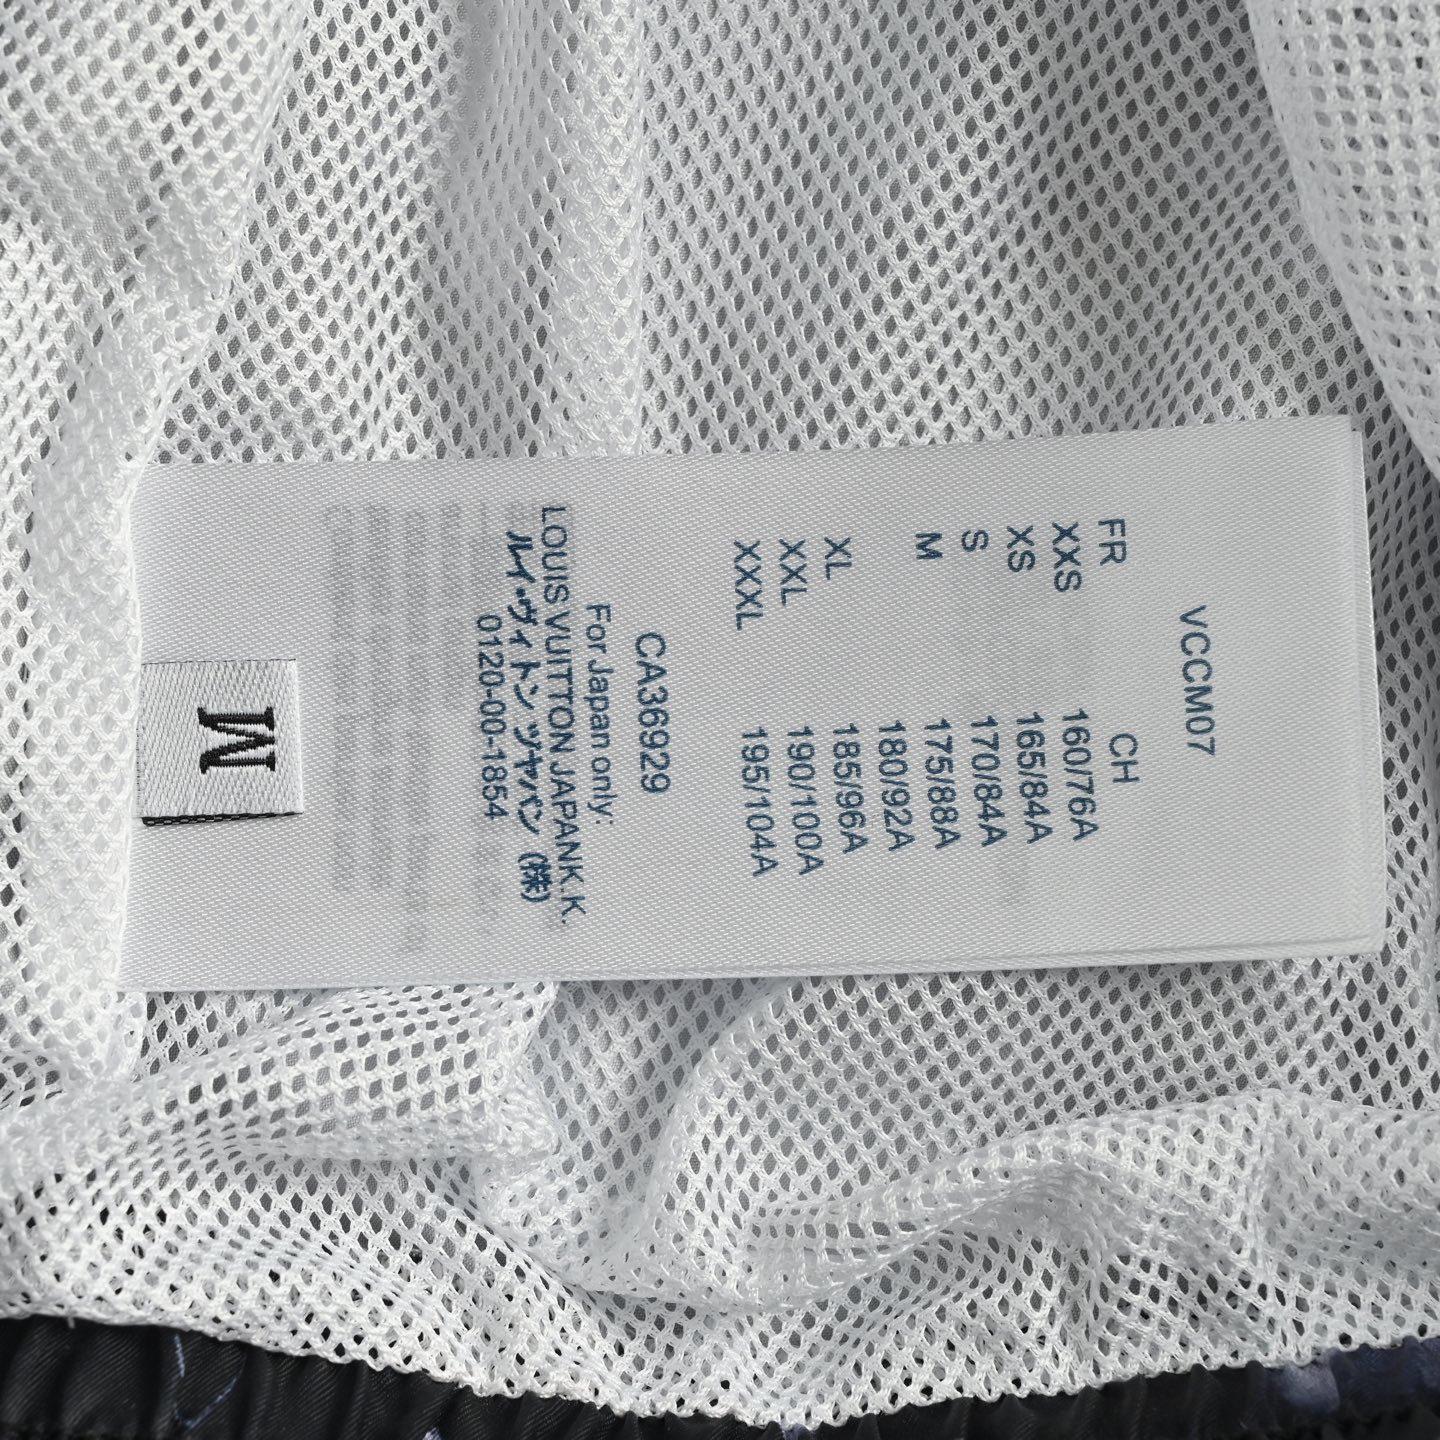 VCCM07
FR CH
XXS 160/76A
XS 165/84A
S 170/84A
M 175/88A
180/92A
XL 185/96A
XXL 190/100A
XXXL 195/104A
CA36929
For Japan only:
LOUIS VUITTON JAPANK.K.
ルイ・ヴィトン ジャパン (株)
0120-00-1854
M